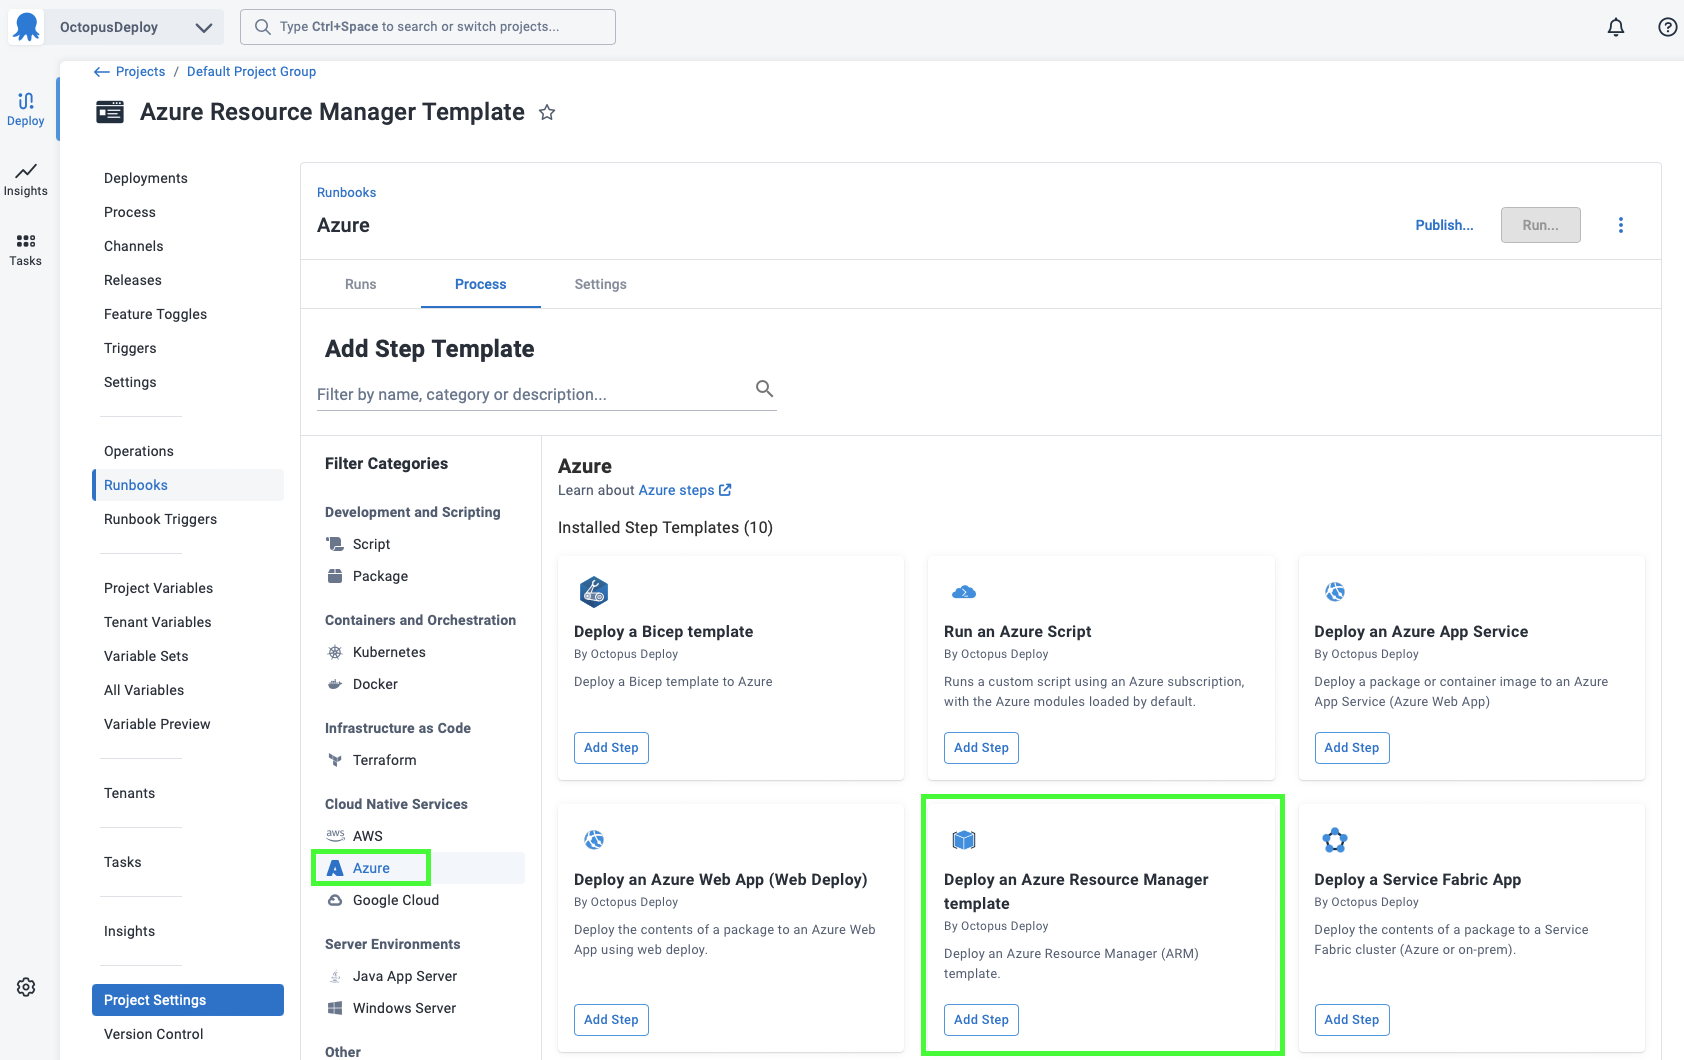 OctopusDeploy
Type Ctrl+Space to search or switch projects...
Projects / Default Project Group
Azure Resource Manager Template
Deploy
Insights
Tasks
Deployments
Process
Channels
Releases
Feature Toggles
Triggers
Settings
Operations
Runbooks
Runbook Triggers
Project Variables
Tenant Variables
Variable Sets
All Variables
Variable Preview
Tenants
Tasks
Insights
Project Settings
Version Control
Runbooks
Azure
Publish...
Run...
Runs
Process
Settings
Add Step Template
Filter by name, category or description...
Filter Categories
Development and Scripting
Script
Package
Containers and Orchestration
Kubernetes
Docker
Infrastructure as Code
Terraform
Cloud Native Services
aws AWS
Azure
Google Cloud
Server Environments
Java App Server
Windows Server
Other
Azure
Learn about Azure steps
Installed Step Templates (10)
Deploy a Bicep template
By Octopus Deploy
Deploy a Bicep template to Azure
Add Step
Run an Azure Script
By Octopus Deploy
Runs a custom script using an Azure subscription,
with the Azure modules loaded by default.
Add Step
Deploy an Azure App Service
By Octopus Deploy
Deploy a package or container image to an Azure
App Service (Azure Web App)
Add Step
Deploy an Azure Web App (Web Deploy)
By Octopus Deploy
Deploy the contents of a package to an Azure Web
App using web deploy.
Add Step
Deploy an Azure Resource Manager
template
By Octopus Deploy
Deploy an Azure Resource Manager (ARM)
template.
Add Step
Deploy a Service Fabric App
By Octopus Deploy
Deploy the contents of a package to a Service
Fabric cluster (Azure or on-prem).
Add Step